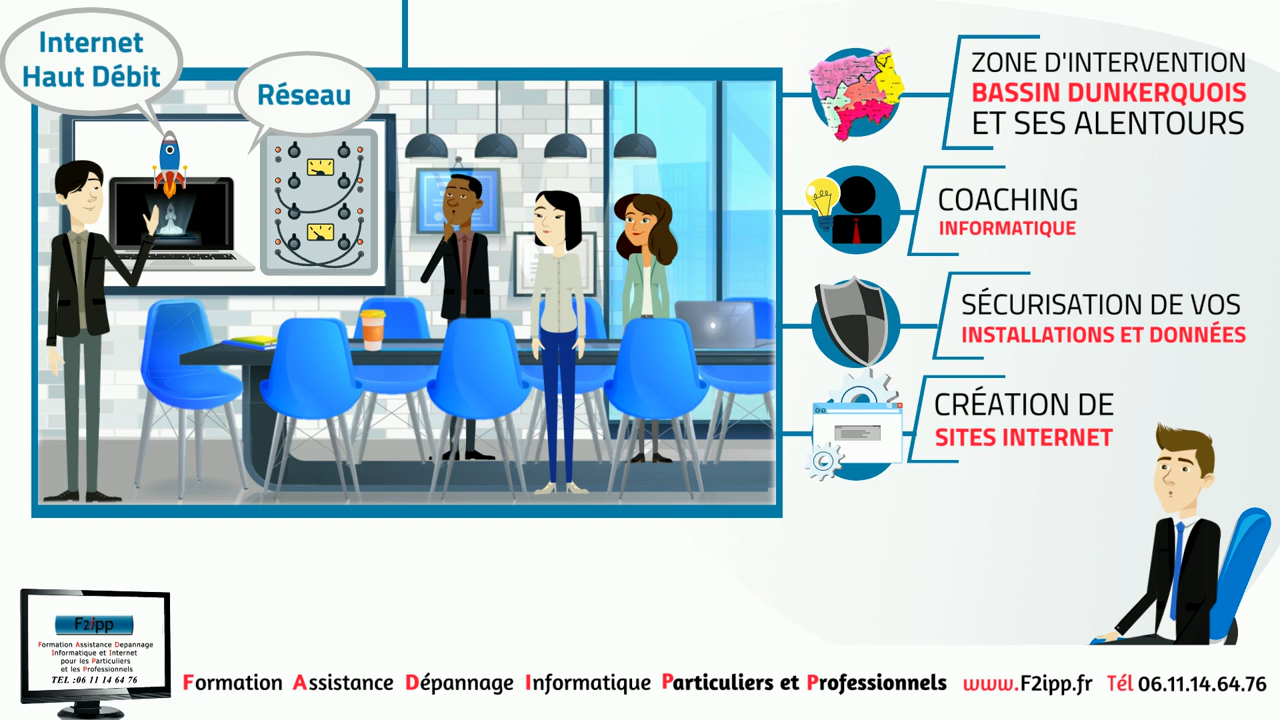 Internet
Haut Débit
Réseau
ZONE D'INTERVENTION
BASSIN DUNKERQUOIS
ET SES ALENTOURS
COACHING
INFORMATIQUE
SÉCURISATION DE VOS
INSTALLATIONS ET DONNÉES
CRÉATION DE
SITES INTERNET
F2ipp
Formation Assistance Depannage
Informatique et Internet
pour les Particuliers
et les Professionnels
TEL :06 11 14 64 76
Formation Assistance Dépannage Informatique Particuliers et Professionnels www.F2ipp.fr Tél 06.11.14.64.76